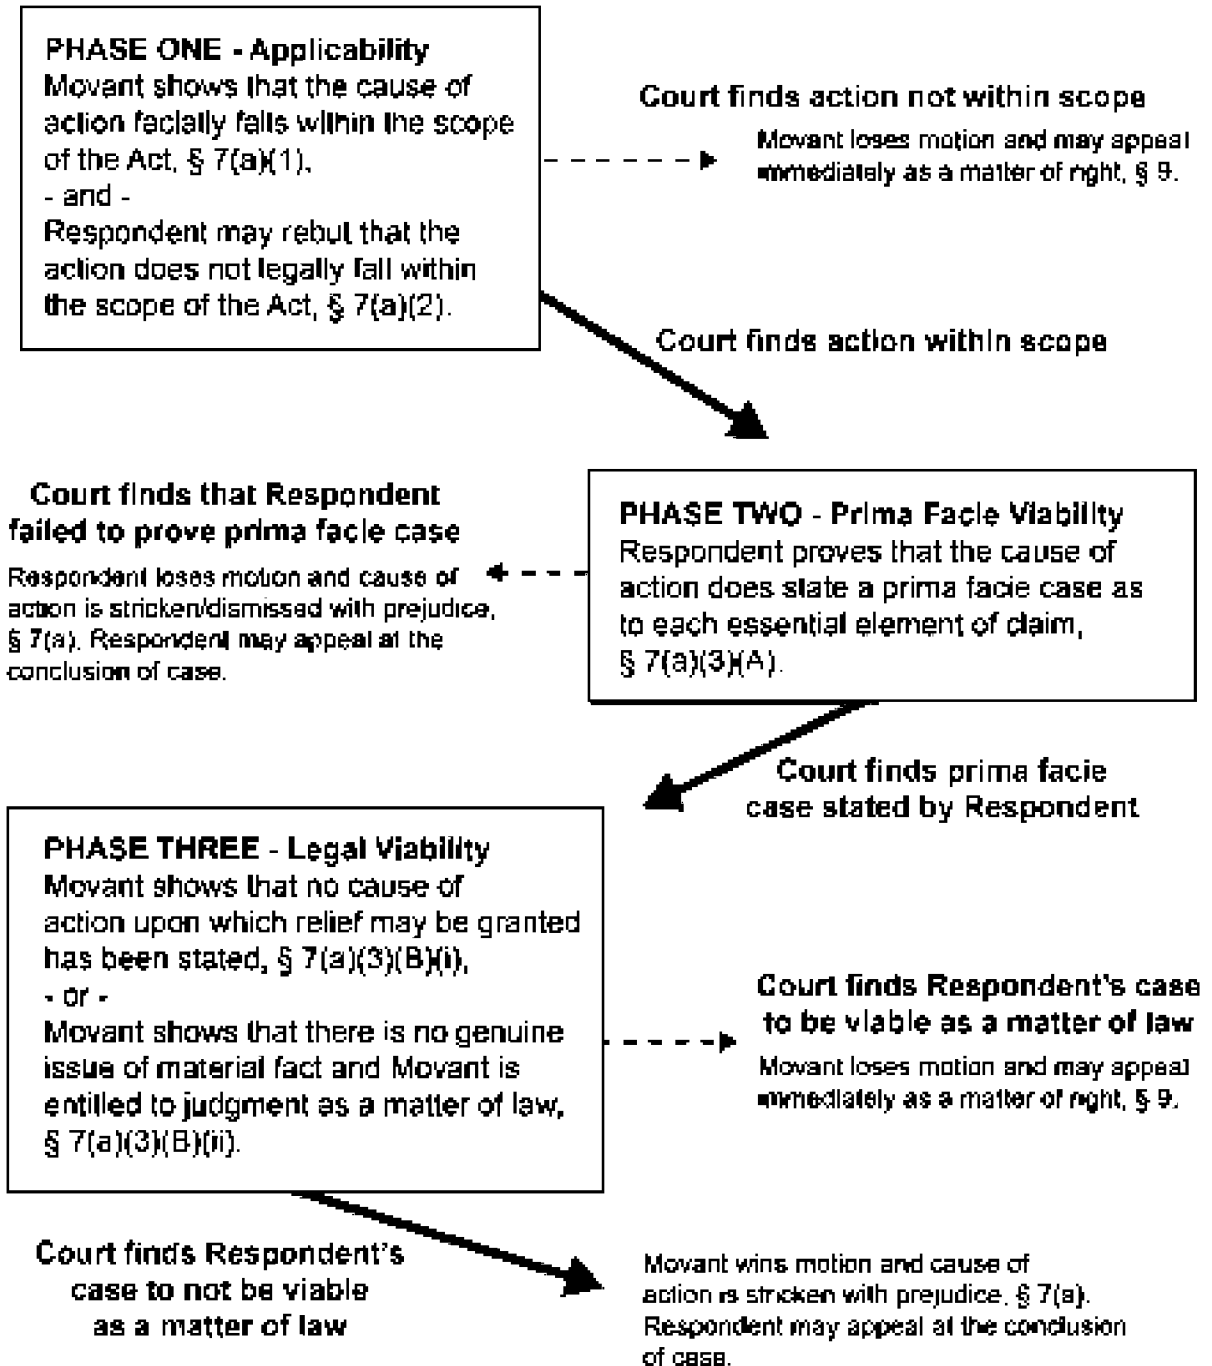 PHASE ONE - Applicability
Movant shows that the cause of
action facially falls within the scope
of the Act, § 7(a)(1),
- and -
Respondent may rebut that the
action does not legally fall within
the scope of the Act, § 7(a)(2).
Court finds action not within scope
Movant loses motion and may appeal
immediately as a matter of right, § 9.
Court finds action within scope
Court finds that Respondent
failed to prove prima facie case
Respondent loses motion and cause of
action is stricken/dismissed with prejudice,
§ 7(a). Respondent may appeal at the
conclusion of case.
PHASE TWO - Prima Facie Viability
Respondent proves that the cause of
action does state a prima facie case as
to each essential element of claim,
§ 7(a)(3)(A).
Court finds prima facie
case stated by Respondent
PHASE THREE - Legal Viability
Movant shows that no cause of
action upon which relief may be granted
has been stated, § 7(a)(3)(B)(i),
- or -
Movant shows that there is no genuine
issue of material fact and Movant is
entitled to judgment as a matter of law,
§ 7(a)(3)(B)(ii).
Court finds Respondent's case
to be viable as a matter of law
Movant loses motion and may appeal
immediately as a matter of right, § 9.
Court finds Respondent's
case to not be viable
as a matter of law
Movant wins motion and cause of
action is stricken with prejudice, § 7(a).
Respondent may appeal at the conclusion
of case.